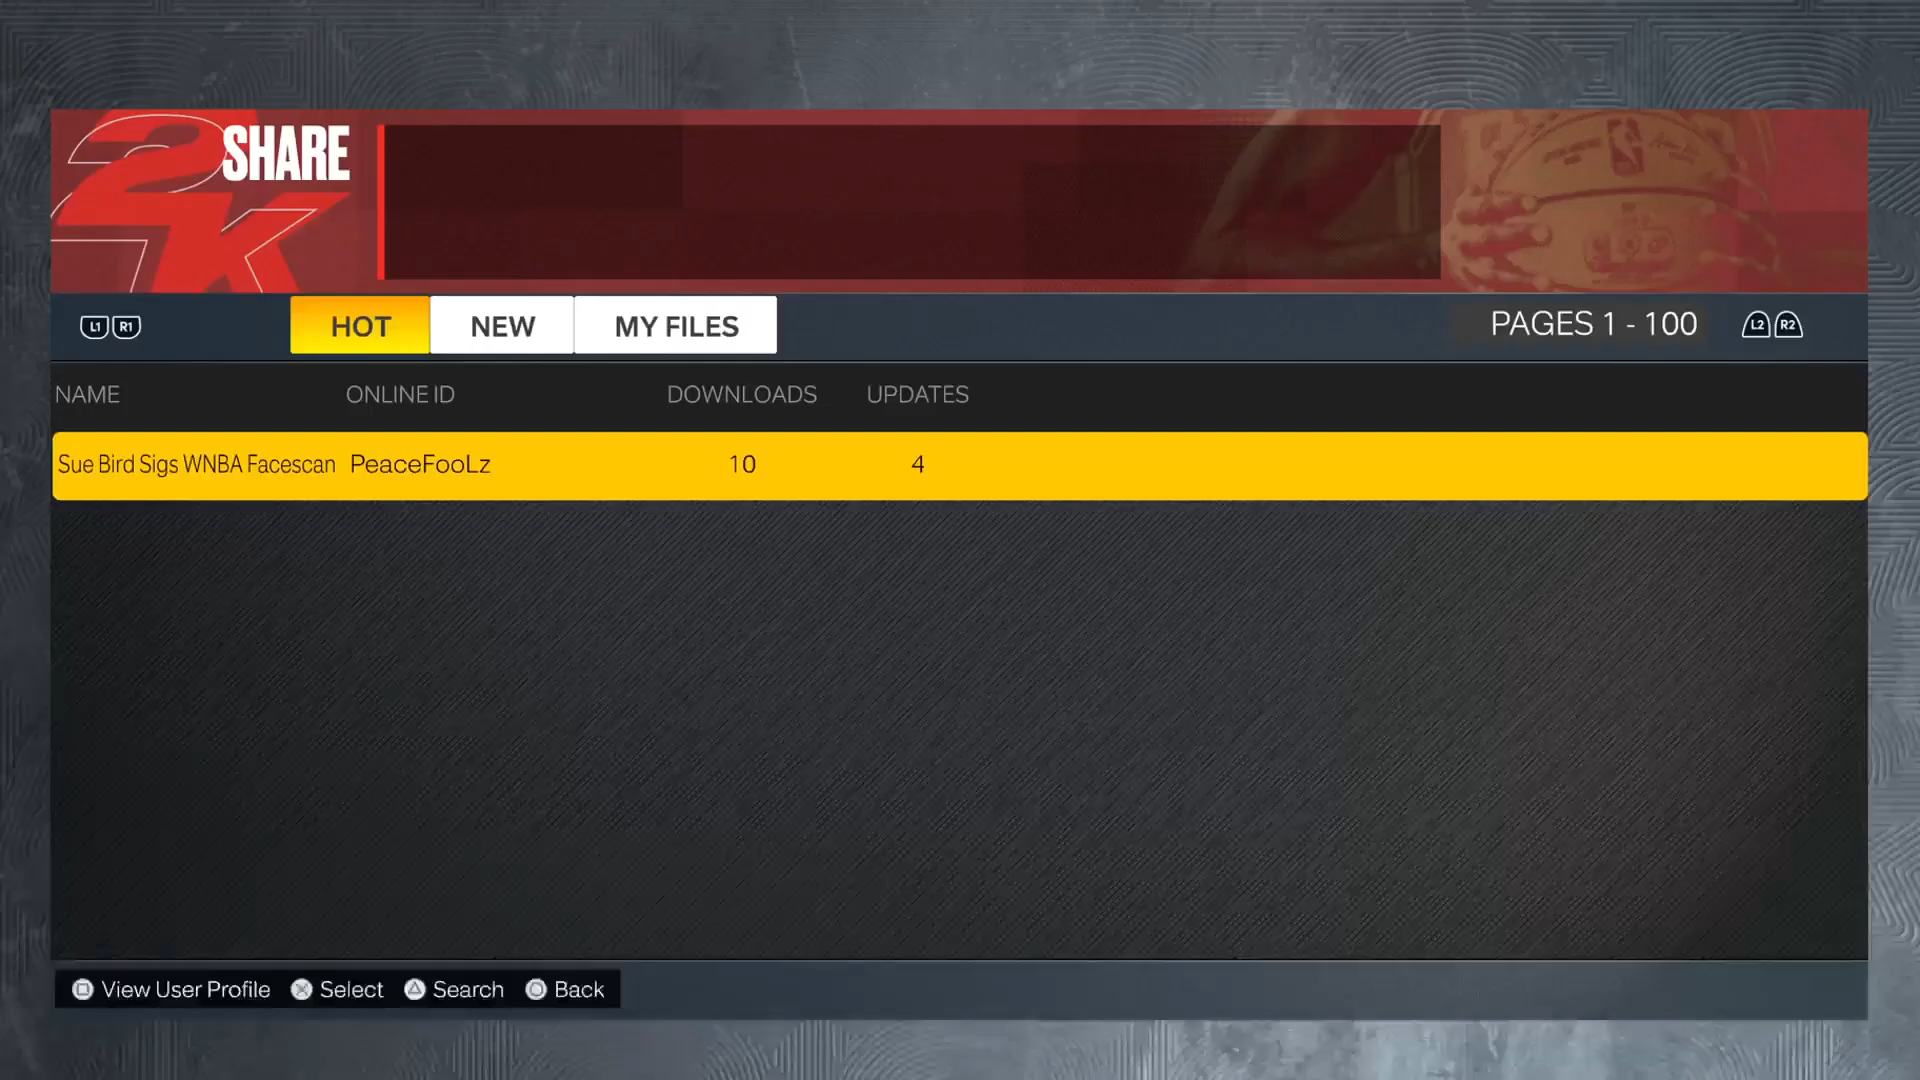 2K SHARE
L1 R1
HOT NEW MY FILES
PAGES 1 - 100
L2 R2
NAME ONLINE ID DOWNLOADS UPDATES
Sue Bird Sigs WNBA Facescan PeaceFooLz 10 4
View User Profile Select Search Back